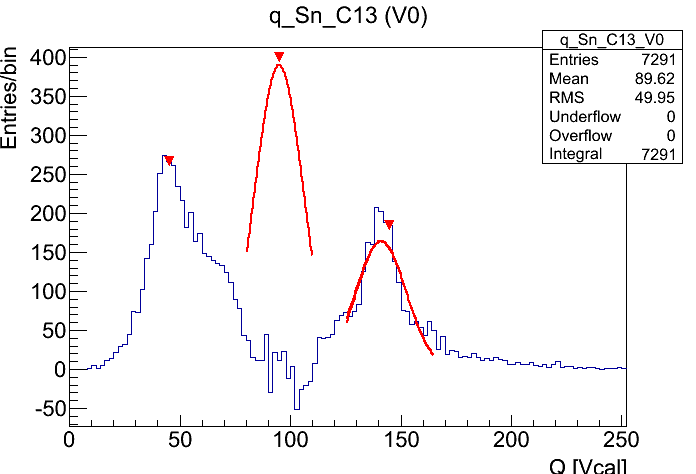 q_Sn_C13 (V0)
q_Sn_C13_V0
Entries 7291
Mean 89.62
RMS 49.95
Underflow 0
Overflow 0
Integral 7291
Entries/bin
400
350
300
250
200
150
100
50
0
-50
0 50 100 150 200 250
Q [Vcal]